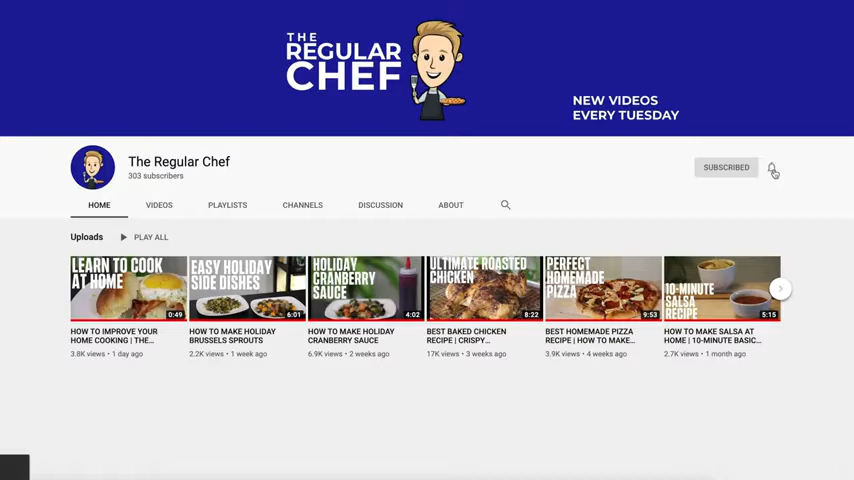 THE
REGULAR
CHEF
NEW VIDEOS
EVERY TUESDAY
The Regular Chef
303 subscribers
SUBSCRIBED
HOME
VIDEOS
PLAYLISTS
CHANNELS
DISCUSSION
ABOUT
Uploads
PLAY ALL
LEARN TO COOK
AT HOME
0:49
HOW TO IMPROVE YOUR
HOME COOKING | THE...
3.8K views • 1 day ago
EASY HOLIDAY
SIDE DISHES
6:01
HOW TO MAKE HOLIDAY
BRUSSELS SPROUTS
2.2K views • 1 week ago
HOLIDAY
CRANBERRY
SAUCE
4:02
HOW TO MAKE HOLIDAY
CRANBERRY SAUCE
6.9K views • 2 weeks ago
ULTIMATE ROASTED
CHICKEN
8:22
BEST BAKED CHICKEN
RECIPE | CRISPY...
17K views • 3 weeks ago
PERFECT
HOMEMADE
PIZZA
9:53
BEST HOMEMADE PIZZA
RECIPE | HOW TO MAKE...
3.9K views • 4 weeks ago
10-MINUTE
SALSA
RECIPE
5:15
HOW TO MAKE SALSA AT
HOME | 10-MINUTE BASIC...
2.7K views • 1 month ago